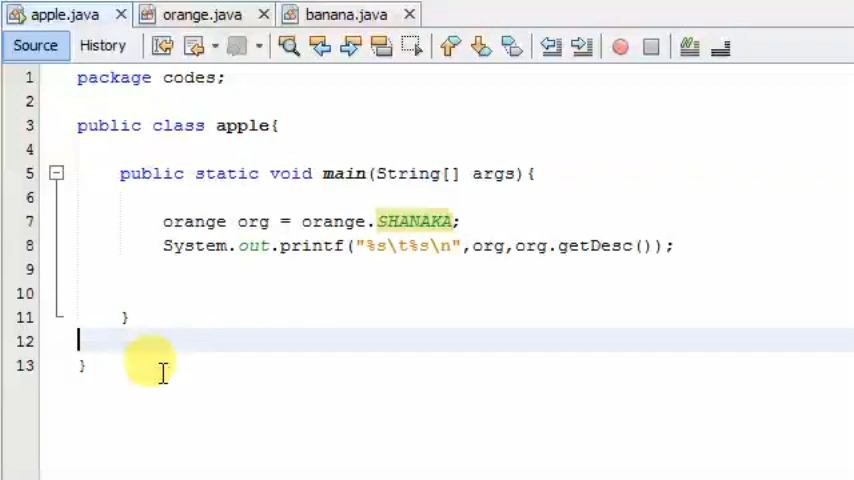 apple.java orange.java banana.java
Source History
1 package codes;
2
3 public class apple{
4
5 public static void main(String[] args){
6
7 orange org = orange.SHANAKA;
8 System.out.printf("%s\t%s\n",org,org.getDesc());
9
10
11 }
12
13 }